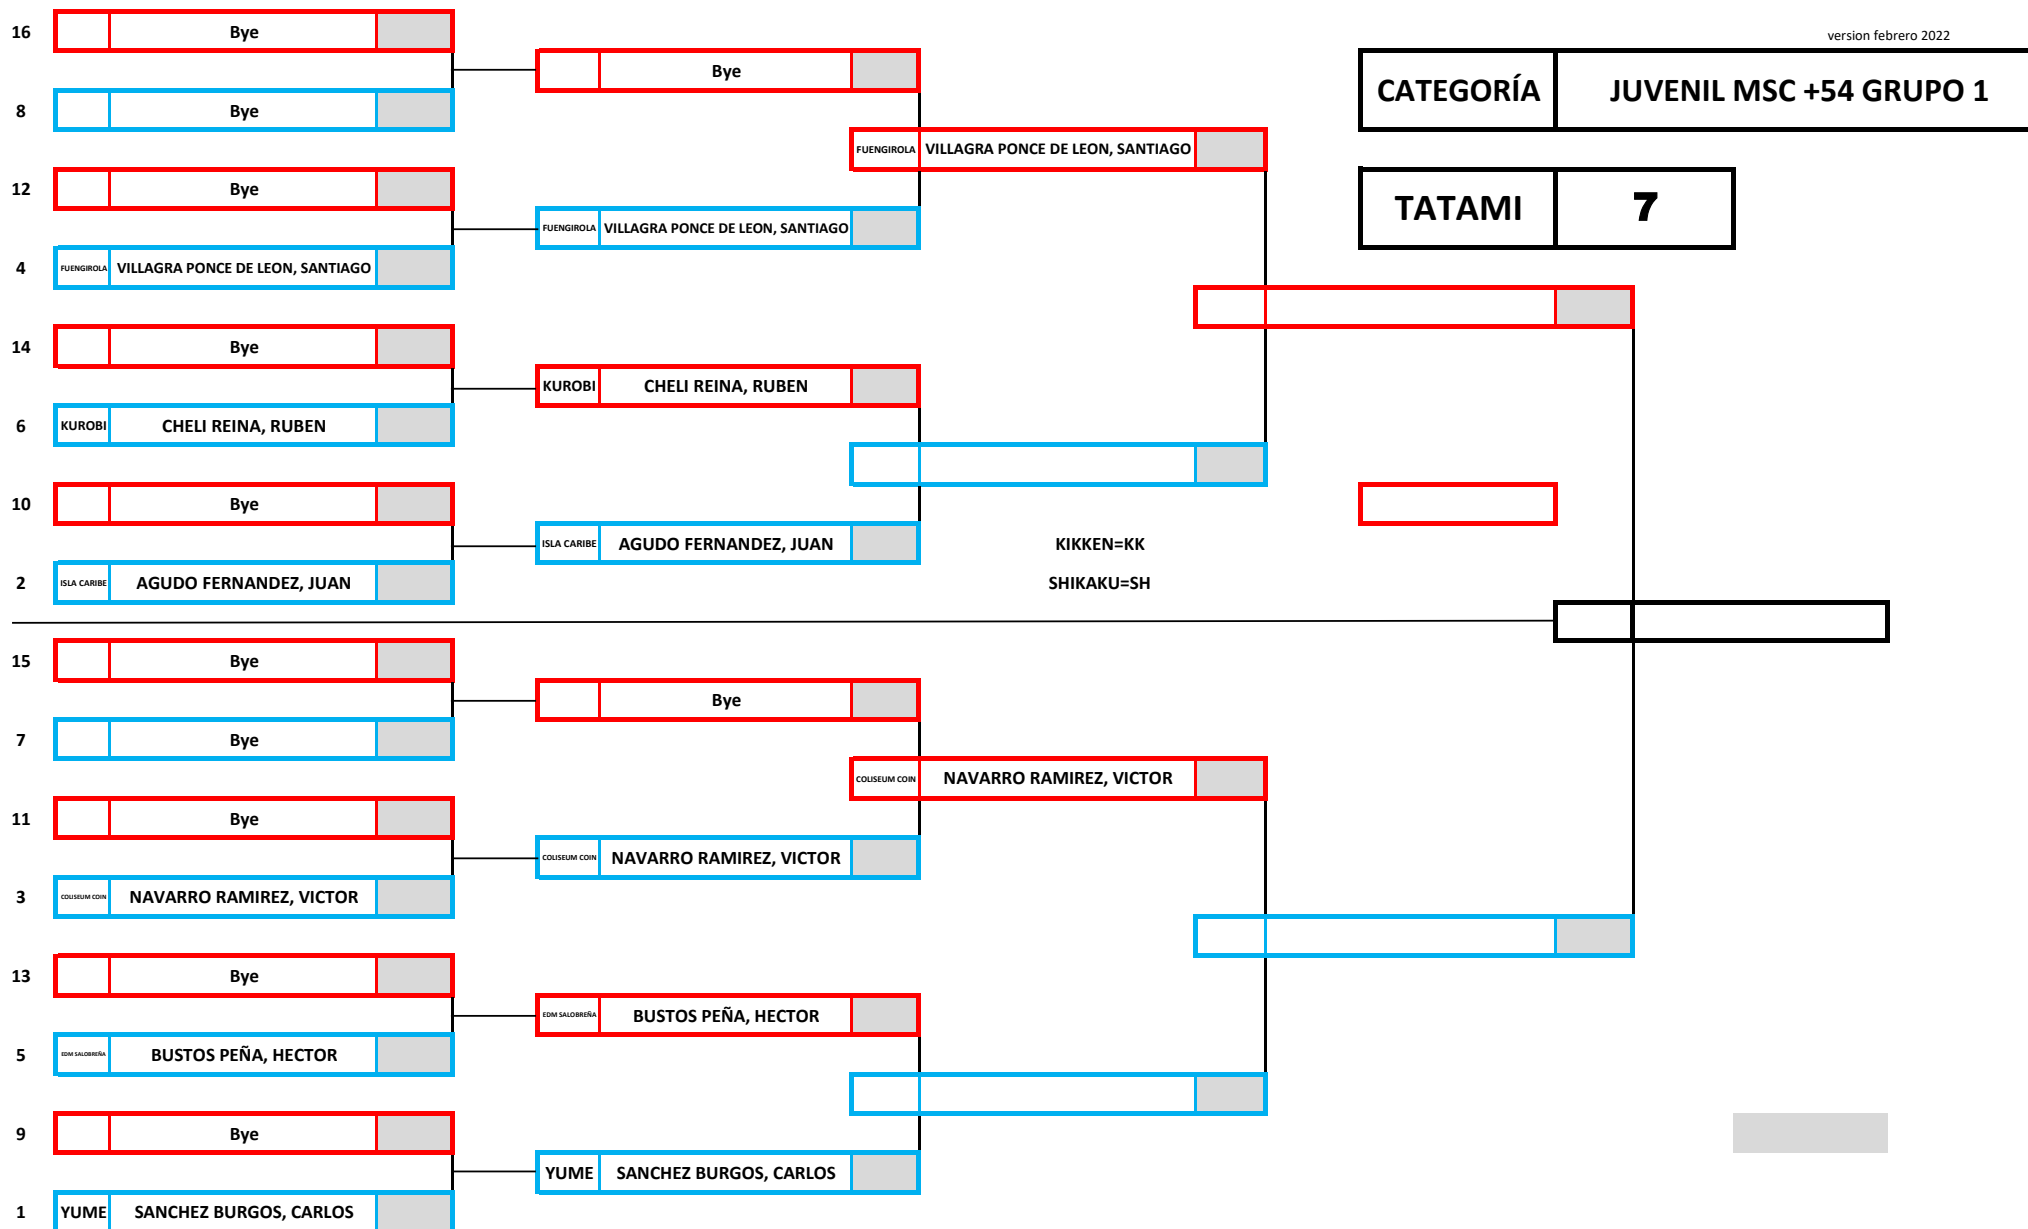 version febrero 2022
CATEGORÍA JUVENIL MSC +54 GRUPO 1
TATAMI 7
16 Bye
Bye
8 Bye
FUENGIROLA VILLAGRA PONCE DE LEON, SANTIAGO
12 Bye
FUENGIROLA VILLAGRA PONCE DE LEON, SANTIAGO
4 FUENGIROLA VILLAGRA PONCE DE LEON, SANTIAGO
14 Bye
KUROBI CHELI REINA, RUBEN
6 KUROBI CHELI REINA, RUBEN
10 Bye
ISLA CARIBE AGUDO FERNANDEZ, JUAN
KIKKEN=KK
2 ISLA CARIBE AGUDO FERNANDEZ, JUAN
SHIKAKU=SH
15 Bye
Bye
7 Bye
COLISEUM COIN NAVARRO RAMIREZ, VICTOR
11 Bye
COLISEUM COIN NAVARRO RAMIREZ, VICTOR
3 COLISEUM COIN NAVARRO RAMIREZ, VICTOR
13 Bye
EDM SALOBREÑA BUSTOS PEÑA, HECTOR
5 EDM SALOBREÑA BUSTOS PEÑA, HECTOR
9 Bye
YUME SANCHEZ BURGOS, CARLOS
1 YUME SANCHEZ BURGOS, CARLOS